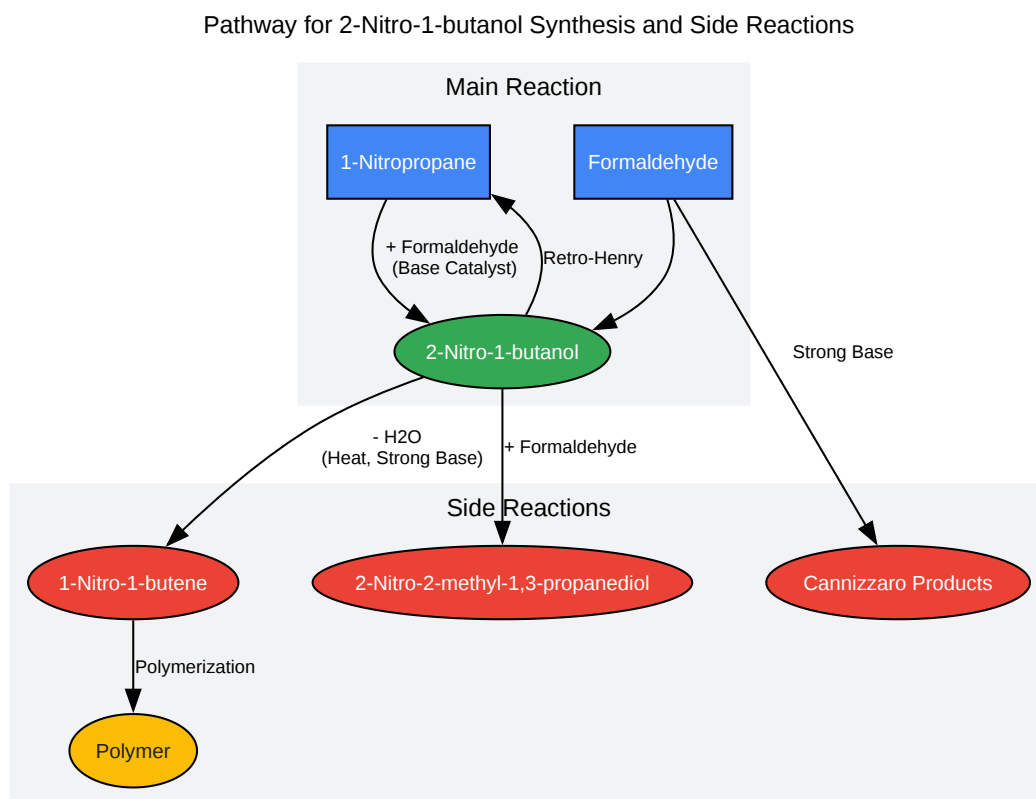 Pathway for 2-Nitro-1-butanol Synthesis and Side Reactions
Main Reaction
1-Nitropropane
Formaldehyde
+ Formaldehyde
(Base Catalyst)
Retro-Henry
2-Nitro-1-butanol
Strong Base
- H2O
(Heat, Strong Base)
+ Formaldehyde
Side Reactions
1-Nitro-1-butene
2-Nitro-2-methyl-1,3-propanediol
Cannizzaro Products
Polymerization
Polymer